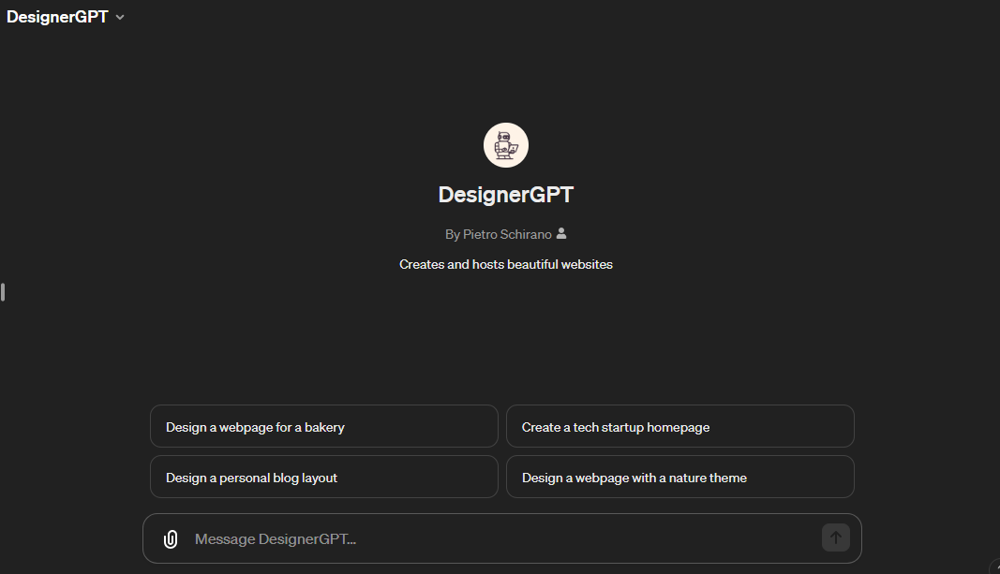 DesignerGPT
DesignerGPT
By Pietro Schirano
Creates and hosts beautiful websites
Design a webpage for a bakery
Create a tech startup homepage
Design a personal blog layout
Design a webpage with a nature theme
Message DesignerGPT...